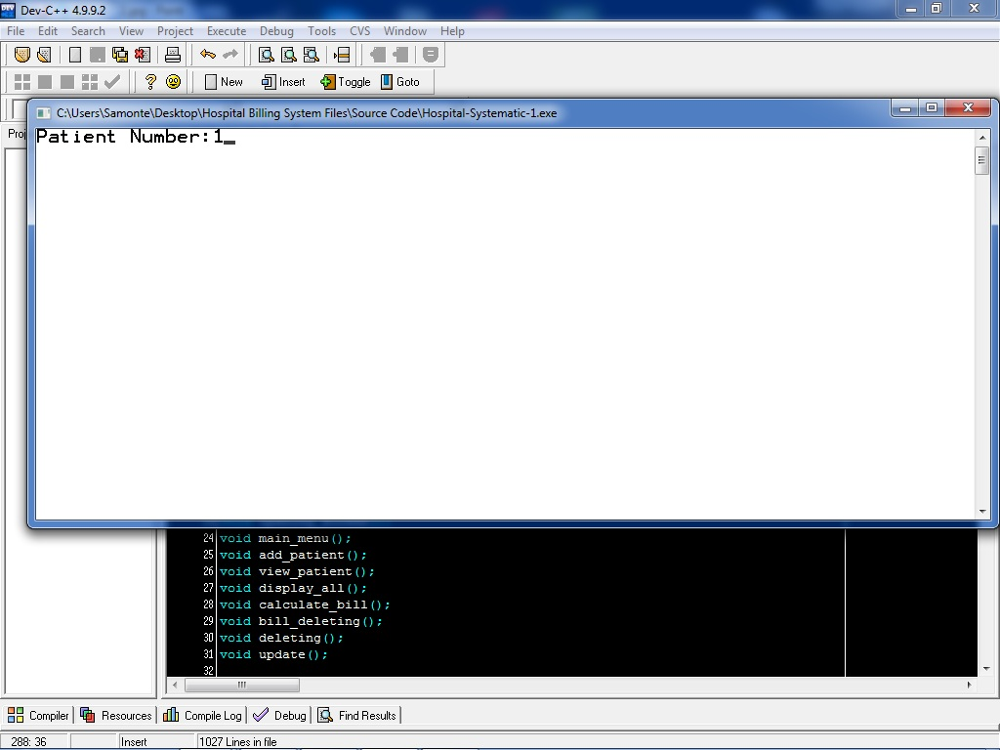 Dev-C++ 4.9.9.2
File Edit Search View Project Execute Debug Tools CVS Window Help
New Insert Toggle Goto
C:\Users\Samonte\Desktop\Hospital Billing System Files\Source Code\Hospital-Systematic-1.exe
Patient Number:1_
24 void main_menu();
25 void add_patient();
26 void view_patient();
27 void display_all();
28 void calculate_bill();
29 void bill_deleting();
30 void deleting();
31 void update();
32
Compiler Resources Compile Log Debug Find Results
288: 36 Insert 1027 Lines in file